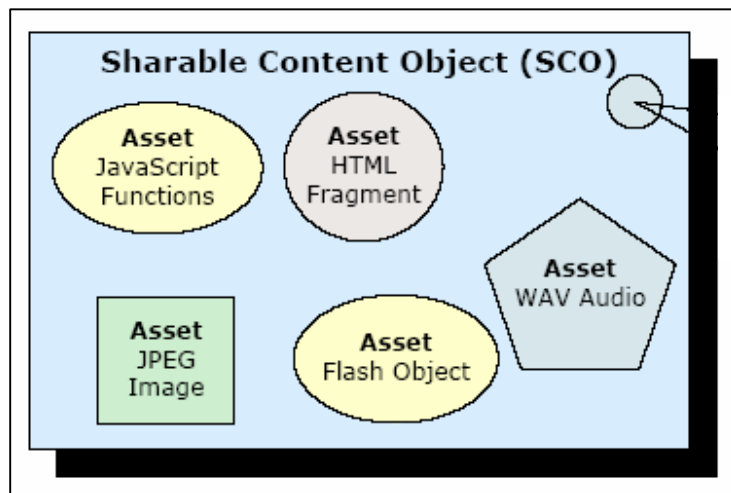 Sharable Content Object (SCO)
Asset
JavaScript
Functions
Asset
HTML
Fragment
Asset
WAV Audio
Asset
JPEG
Image
Asset
Flash Object